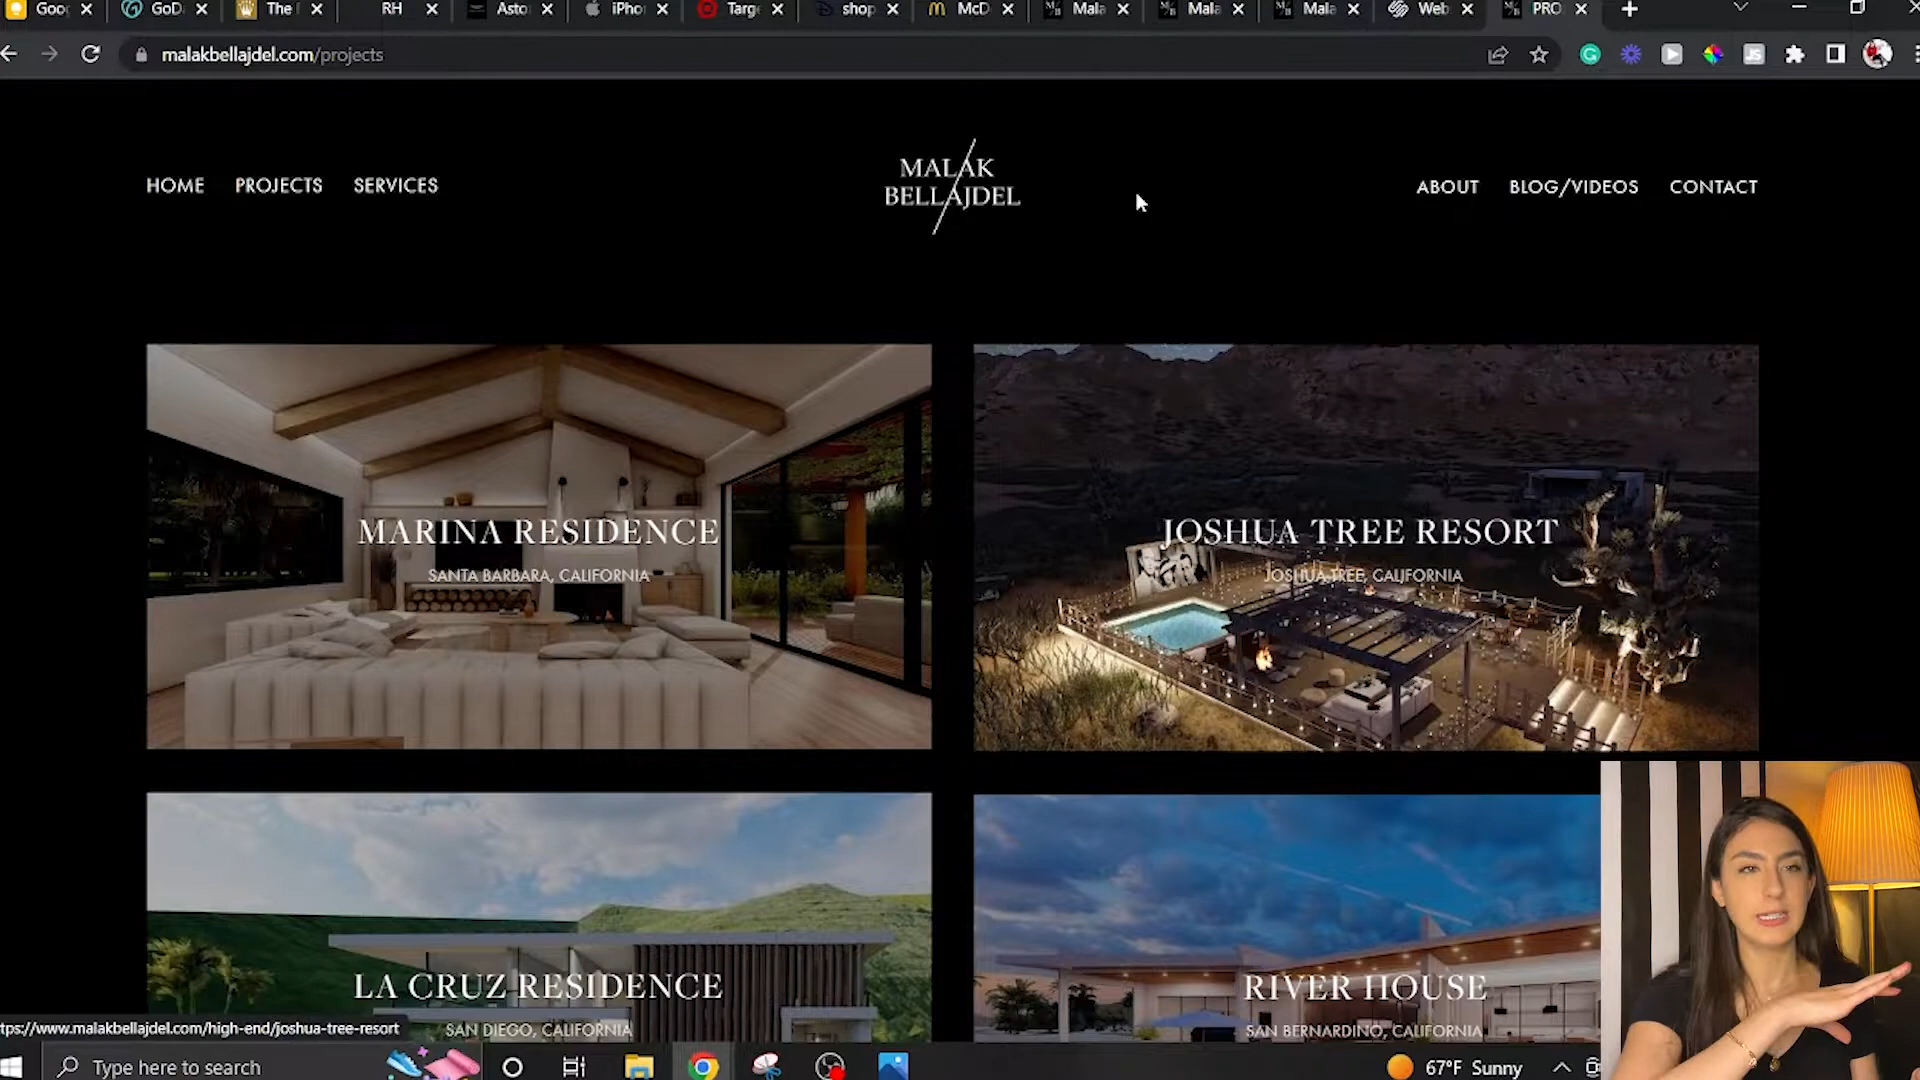 Goo
GoD
The
RH
Asto
iPho
Targ
shop
McD
Mala
Mala
Mala
Web
PRO
malakbellajdel.com/projects
HOME
PROJECTS
SERVICES
MALAK
BELLAJDEL
ABOUT
BLOG/VIDEOS
CONTACT
MARINA RESIDENCE
SANTA BARBARA, CALIFORNIA
JOSHUA TREE RESORT
JOSHUA TREE, CALIFORNIA
LA CRUZ RESIDENCE
SAN DIEGO, CALIFORNIA
RIVER HOUSE
SAN BERNARDINO, CALIFORNIA
tps://www.malakbellajdel.com/high-end/joshua-tree-resort
Type here to search
67°F Sunny